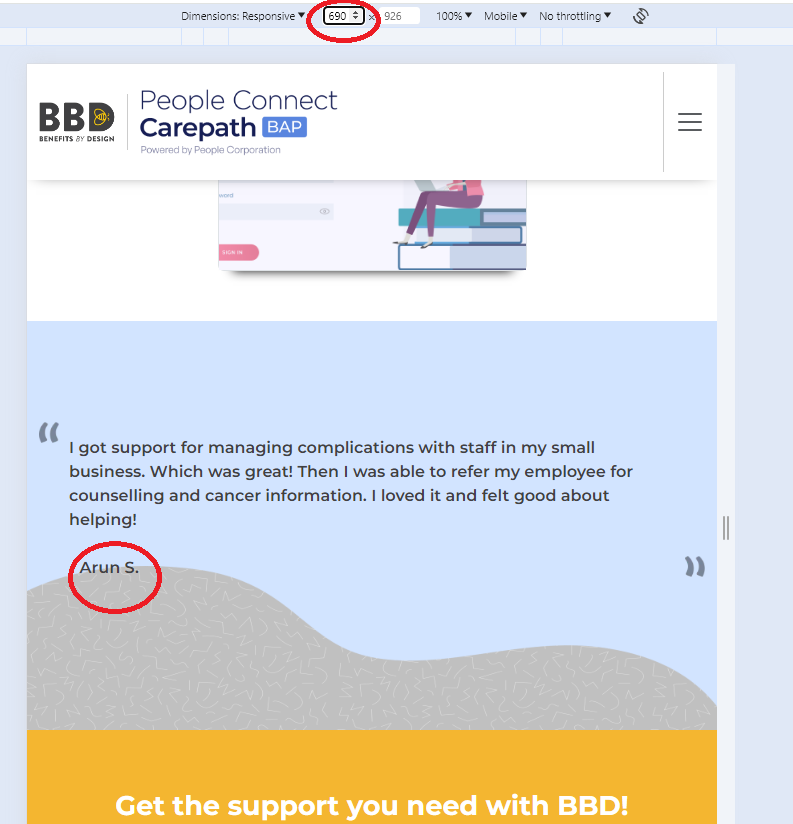 Dimensions: Responsive 690 x 926 100% Mobile No throttling
BBD
BENEFITS BY DESIGN
People Connect
Carepath BAP
Powered by People Corporation
word
SIGN IN
“
I got support for managing complications with staff in my small
business. Which was great! Then I was able to refer my employee for
counselling and cancer information. I loved it and felt good about
helping!
Arun S.
”
Get the support you need with BBD!